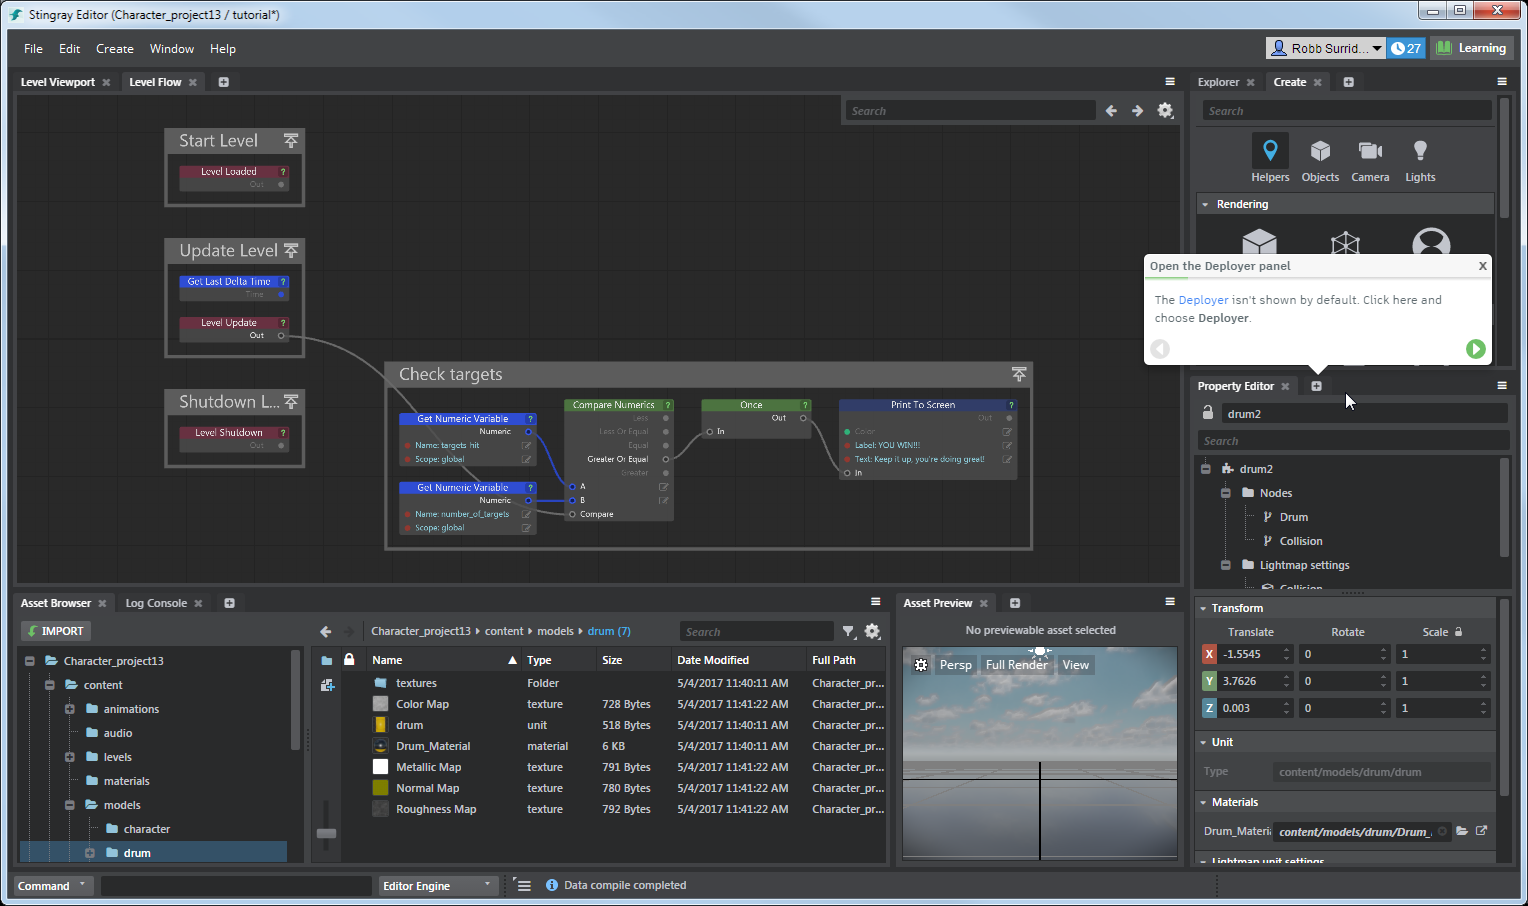 Stingray Editor (Character_project13 / tutorial*)
File Edit Create Window Help
Robb Surrid... 27 Learning
Level Viewport Level Flow
Search
Start Level
Level Loaded ?
Out
Update Level
Get Last Delta Time ?
Time
Level Update ?
Out
Shutdown L...
Level Shutdown ?
Out
Check targets
Get Numeric Variable ?
Numeric
Name: targets hit
Scope: global
Get Numeric Variable ?
Numeric
Name: number_of_targets
Scope: global
Compare Numerics ?
Less
Less Or Equal
Equal
Greater Or Equal
Greater
A
B
Compare
Once ?
Out
In
Print To Screen ?
Out
Color
Label: YOU WIN!!!
Text: Keep it up, you're doing great!
In
Explorer Create
Search
Helpers Objects Camera Lights
Rendering
Open the Deployer panel X
The Deployer isn't shown by default. Click here and
choose Deployer.
Property Editor
drum2
Search
drum2
Nodes
Drum
Collision
Lightmap settings
Collision
Transform
Translate Rotate Scale
X -1.5545 0 1
Y 3.7626 0 1
Z 0.003 0 1
Unit
Type content/models/drum/drum
Materials
Drum_Materi content/models/drum/Drum_
Lightmap unit settings
Asset Browser Log Console
IMPORT
Character_project13
content
animations
audio
levels
materials
models
character
drum
Character_project13 content models drum (7)
Search
Name Type Size Date Modified Full Path
textures Folder 5/4/2017 11:40:11 AM Character_pr...
Color Map texture 728 Bytes 5/4/2017 11:41:22 AM Character_pr...
drum unit 518 Bytes 5/4/2017 11:40:11 AM Character_pr...
Drum_Material material 6 KB 5/4/2017 11:40:11 AM Character_pr...
Metallic Map texture 791 Bytes 5/4/2017 11:41:22 AM Character_pr...
Normal Map texture 780 Bytes 5/4/2017 11:41:22 AM Character_pr...
Roughness Map texture 792 Bytes 5/4/2017 11:41:22 AM Character_pr...
Asset Preview
No previewable asset selected
Persp Full Render View
Command Editor Engine Data compile completed